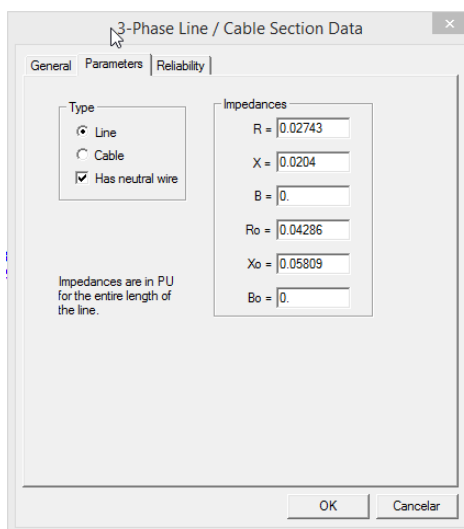 3-Phase Line / Cable Section Data
×
General Parameters Reliability
Type
Line
Cable
Has neutral wire
Impedances are in PU
for the entire length of
the line.
Impedances
R = 0.02743
X = 0.0204
B = 0.
Ro = 0.04286
Xo = 0.05809
Bo = 0.
OK Cancelar